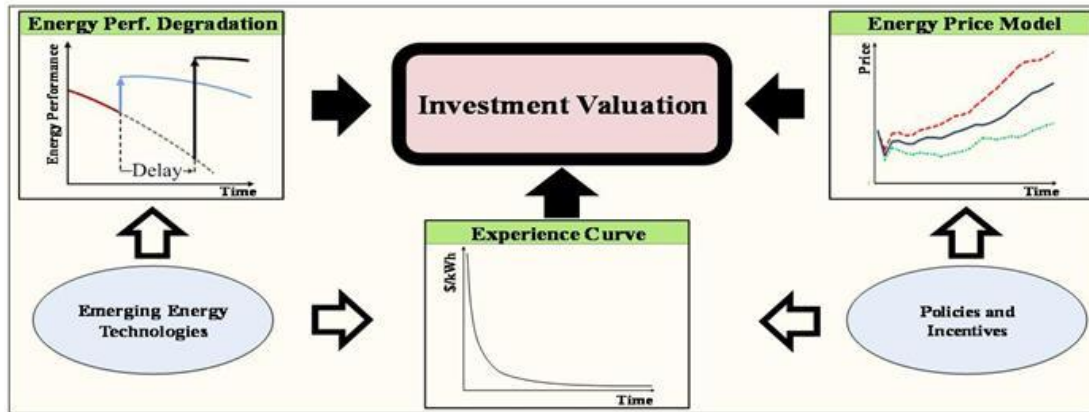 Energy Perf. Degradation
Energy Performance
Delay
Time
Investment Valuation
Energy Price Model
Price
Time
Experience Curve
$/kWh
Time
Emerging Energy
Technologies
Policies and
Incentives